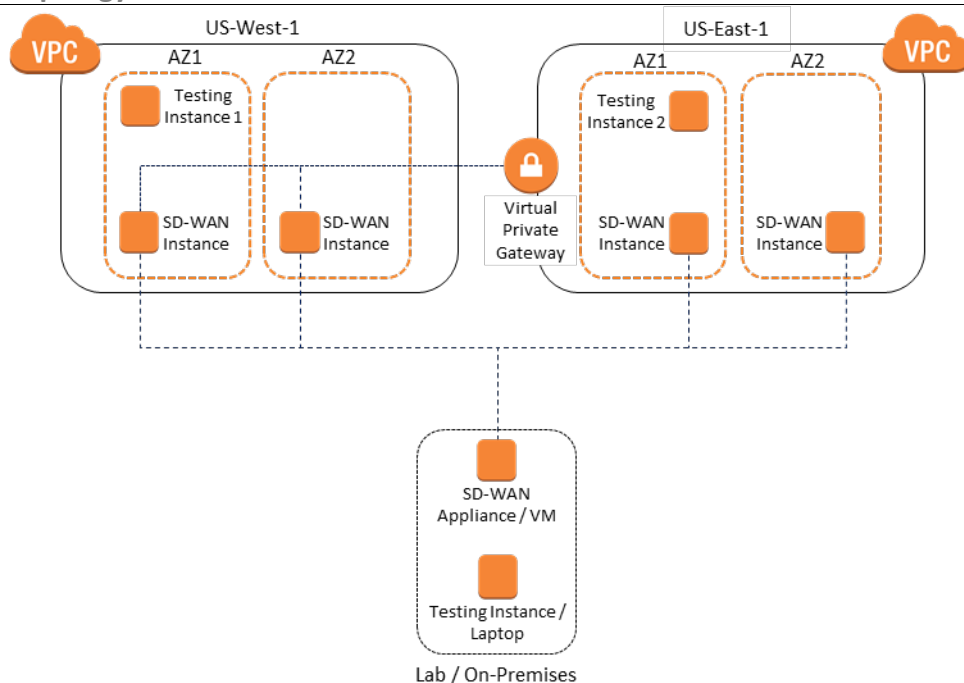 US-West-1
US-East-1
VPC
VPC
AZ1
AZ2
AZ1
AZ2
Testing
Instance 1
Testing
Instance 2
SD-WAN
Instance
SD-WAN
Instance
Virtual
Private
Gateway
SD-WAN
Instance
SD-WAN
Instance
SD-WAN
Appliance / VM
Testing Instance /
Laptop
Lab / On-Premises